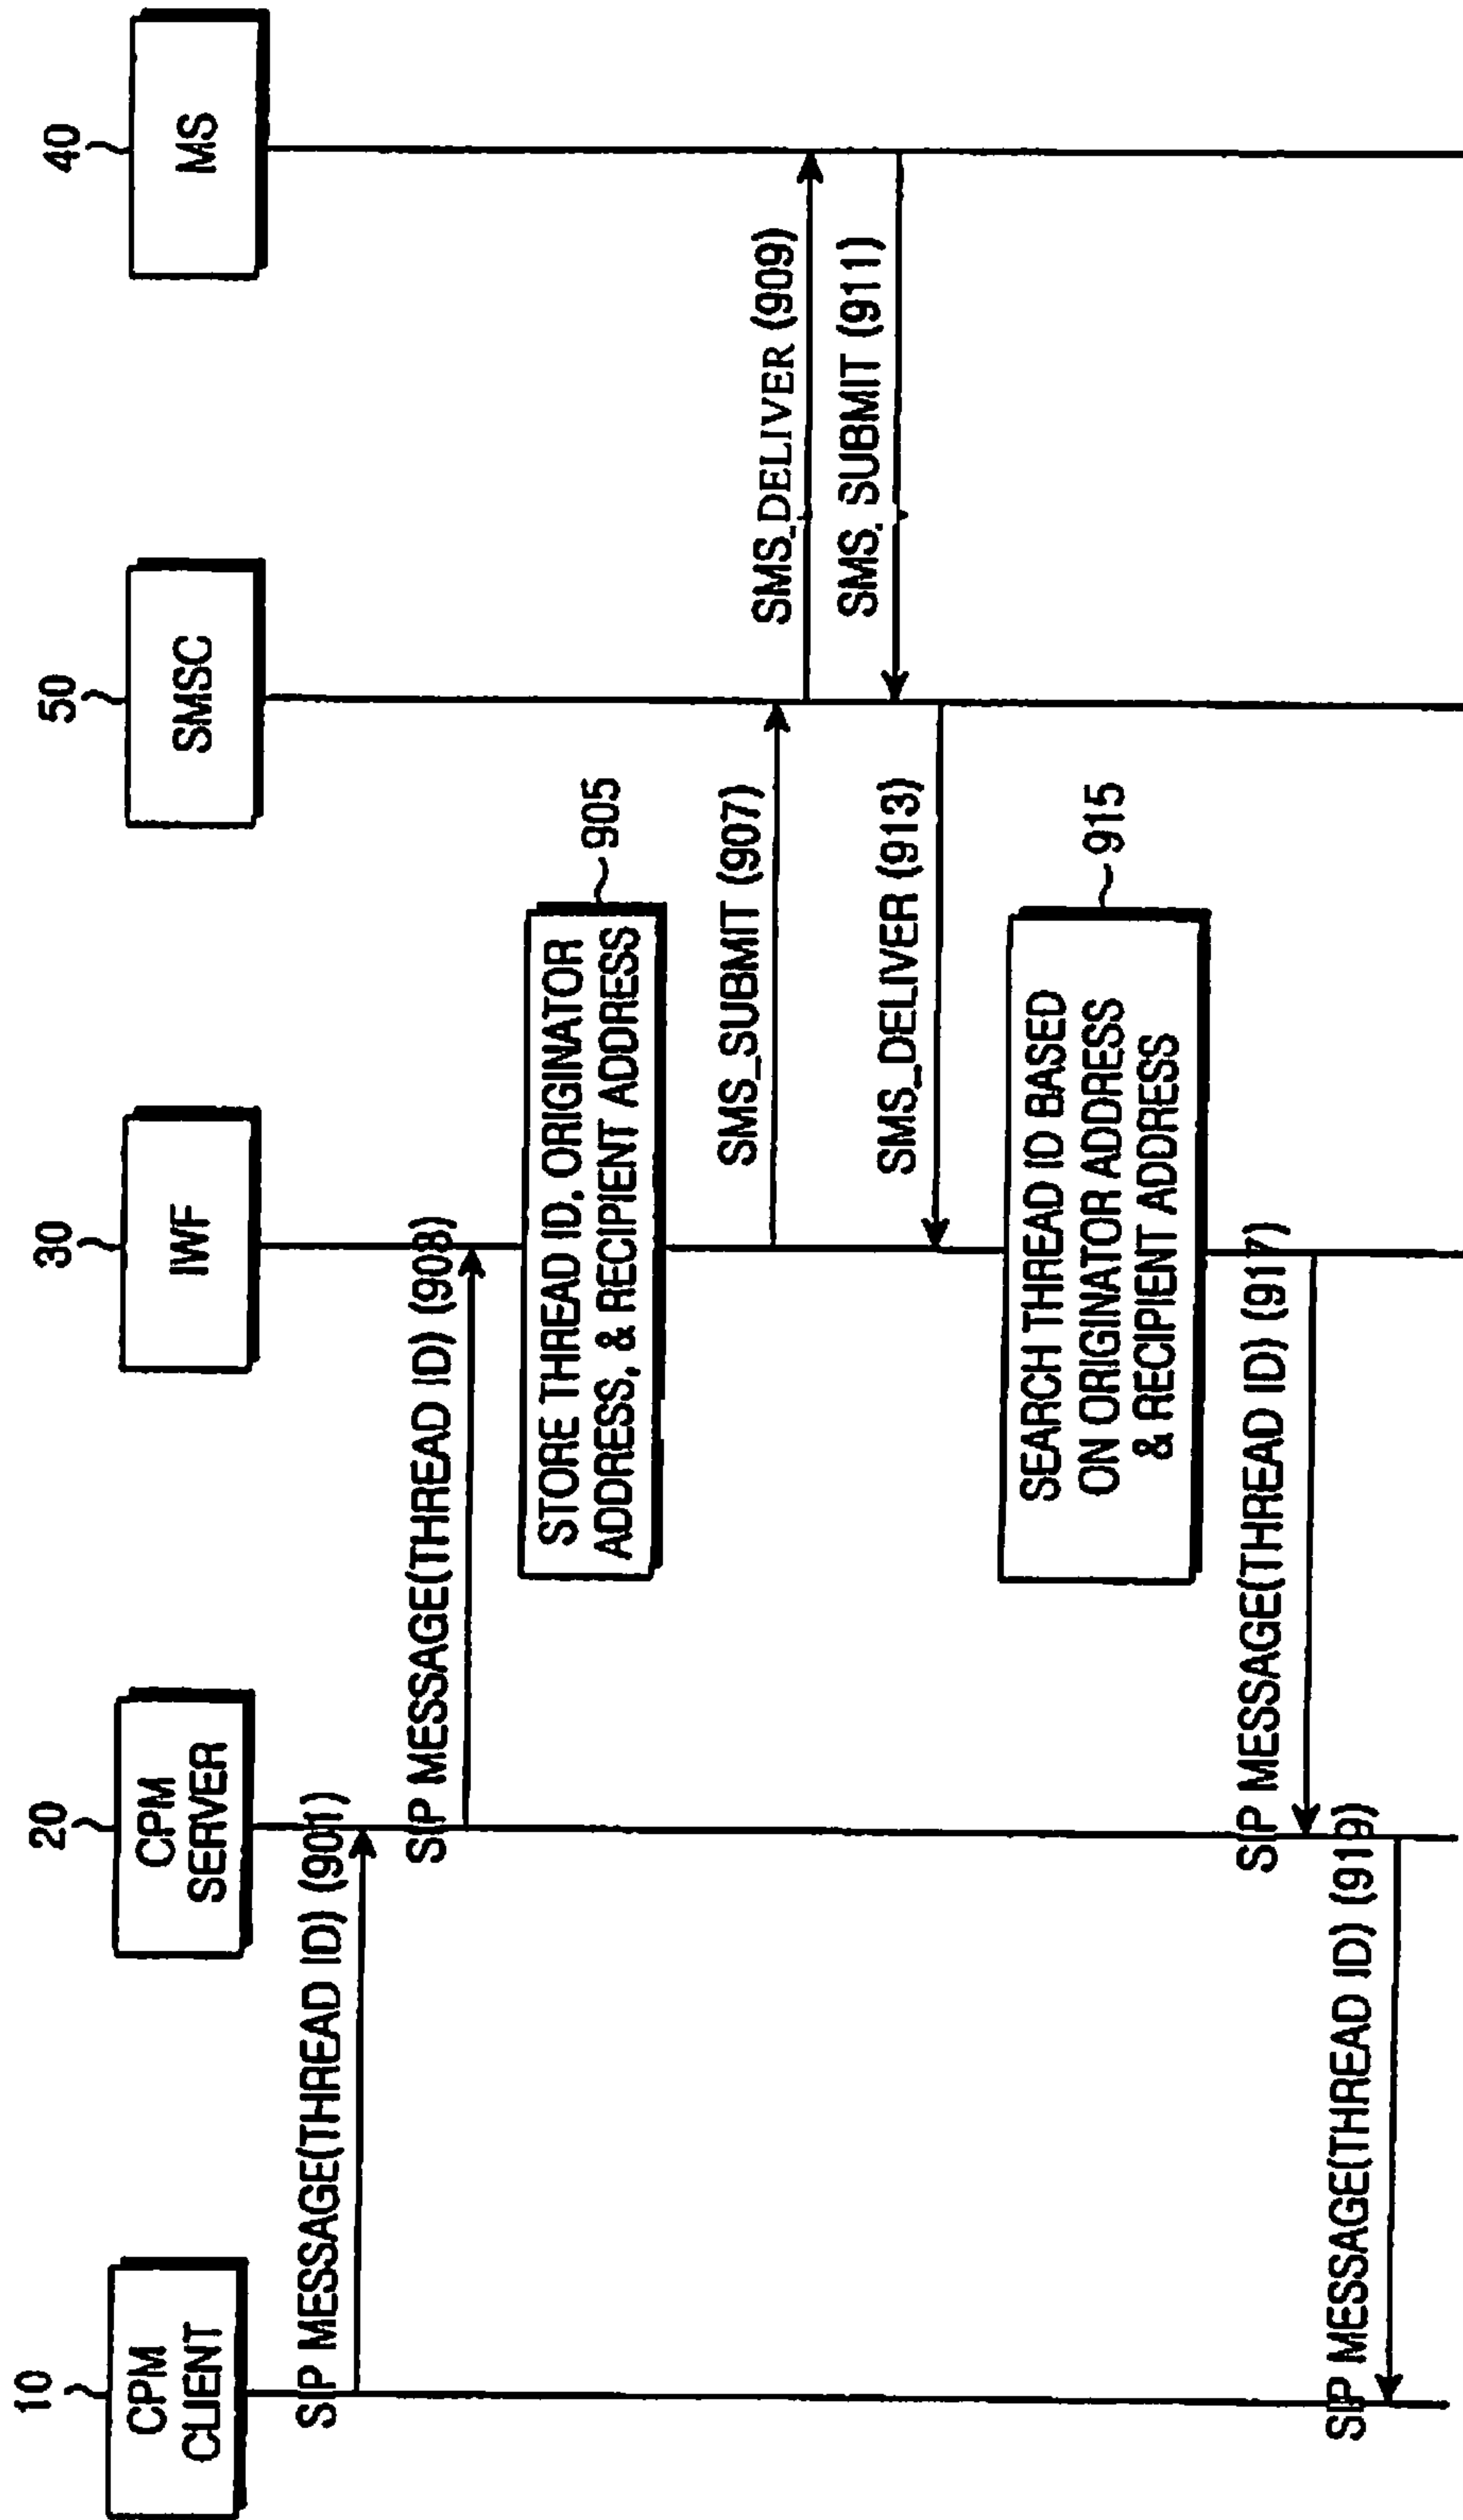 10
20
30
50
40
CPM
CLIENT
CPM
SERVER
IWF
SMSC
MS
SIP MESSAGE(THREAD ID) (901)
SIP MESSAGE(THREAD ID) (903)
STORE THREAD ID, ORIGINATOR
ADDRESS, & RECIPIENT ADDRESS
905
SMS_SUBMIT (907)
SMS_DELIVER (909)
SMS_SUBMIT (911)
SMS_DELIVER (913)
SEARCH THREAD ID BASED
ON ORIGINATOR ADDRESS
& RECIPIENT ADDRESS
915
SIP MESSAGE(THREAD ID) (917)
SIP MESSAGE(THREAD ID) (919)